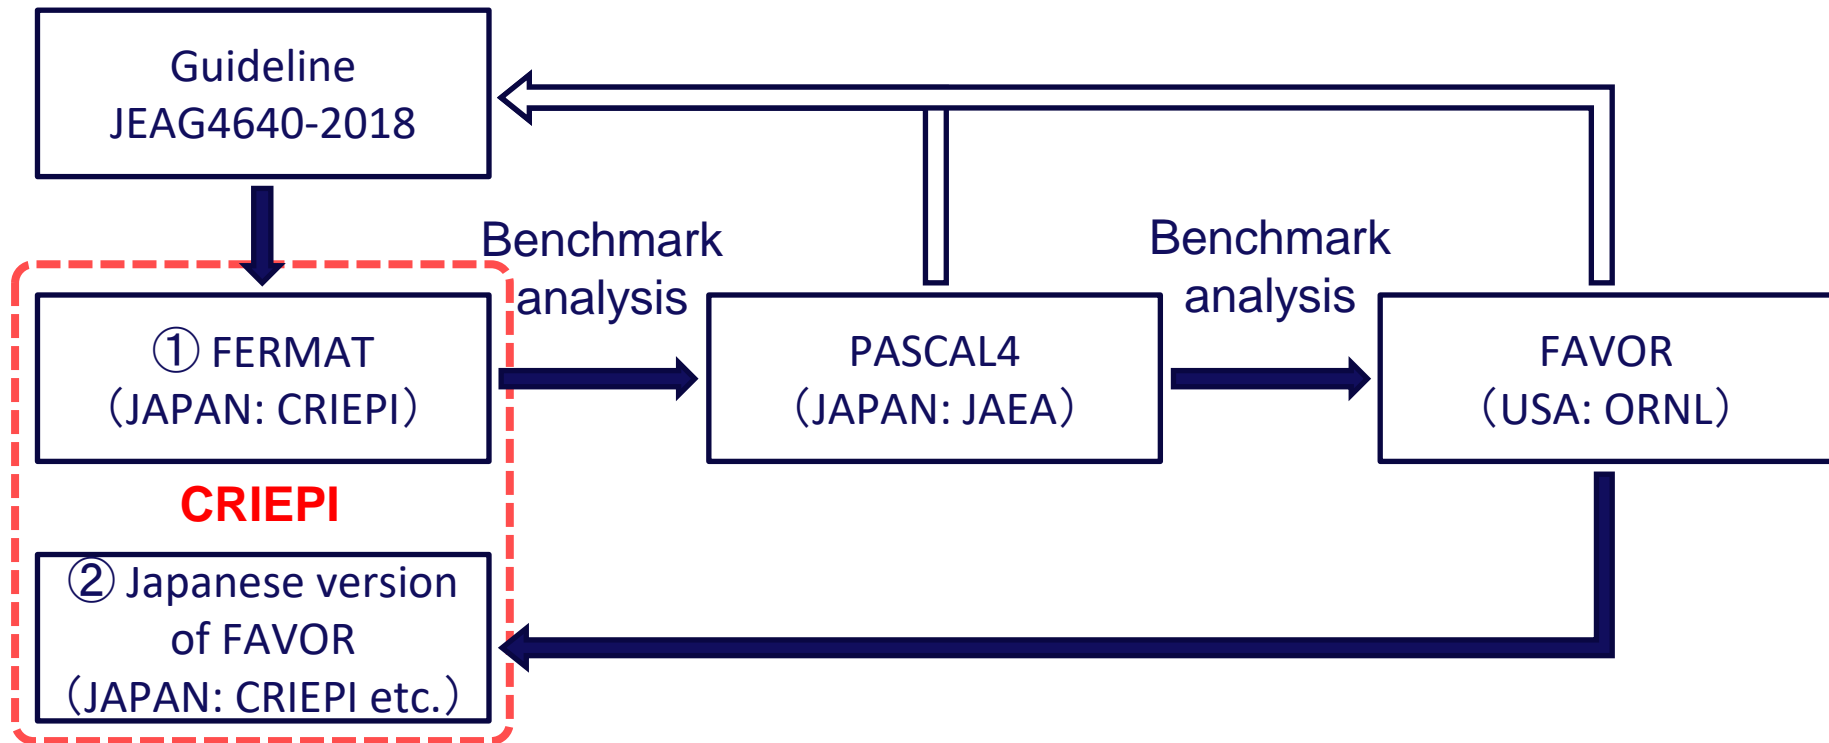 Guideline
JEAG4640-2018
Benchmark
analysis
Benchmark
analysis
① FERMAT
（JAPAN: CRIEPI）
PASCAL4
（JAPAN: JAEA）
FAVOR
（USA: ORNL）
CRIEPI
② Japanese version
of FAVOR
（JAPAN: CRIEPI etc.）